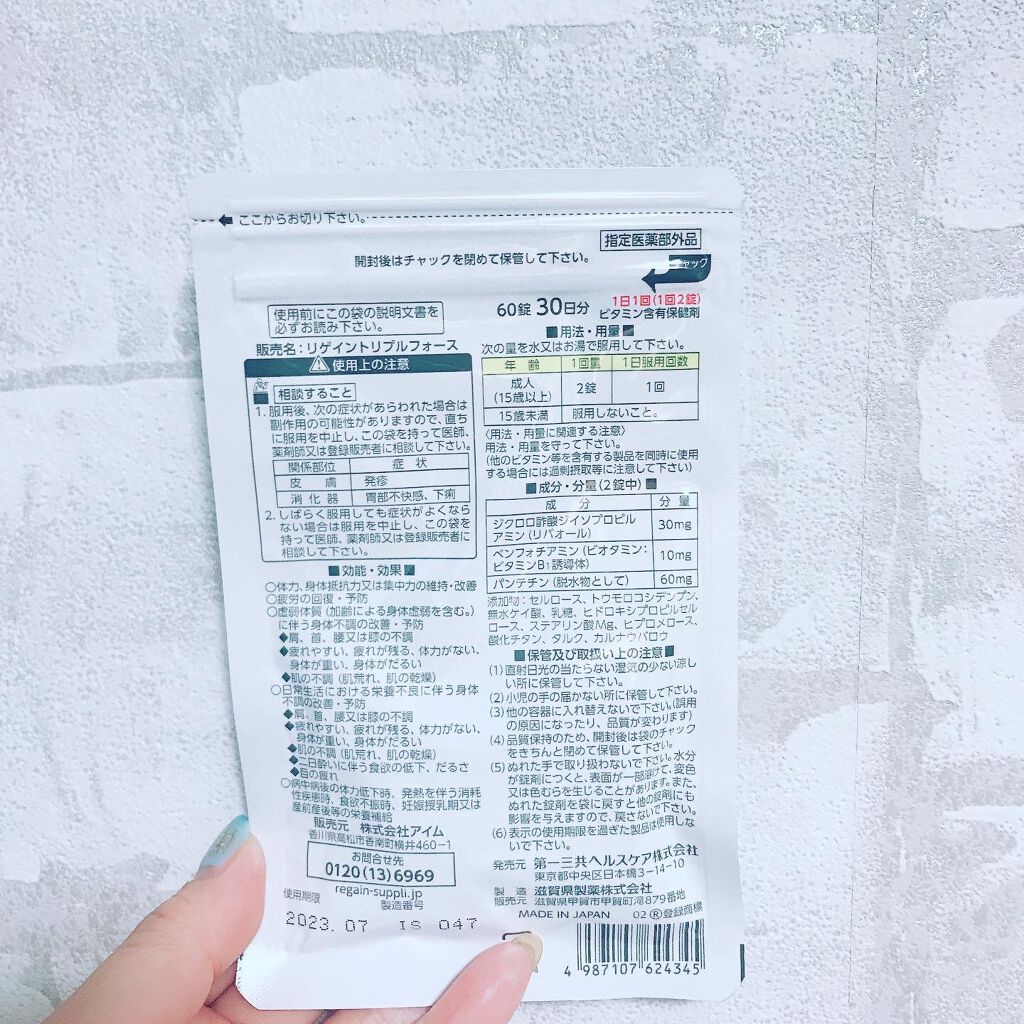 ここからお切り下さい。
指定医薬部外品
開封後はチャックを閉めて保管して下さい。
チャック
使用前にこの袋の説明文書を
必ずお読み下さい。
販売名：リゲイントリプルフォース
使用上の注意
相談すること
1. 服用後、次の症状があらわれた場合は
副作用の可能性がありますので、直ち
に服用を中止し、この袋を持って医師、
薬剤師又は登録販売者に相談して下さい。
関係部位 症状
皮膚 発疹
消化器 胃部不快感、下痢
2. しばらく服用しても症状がよくなら
ない場合は服用を中止し、この袋を
持って医師、薬剤師又は登録販売者に
相談して下さい。
■効能・効果■
○体力、身体抵抗力又は集中力の維持・改善
○疲労の回復・予防
○虚弱体質(加齢による身体虚弱を含む。)
に伴う身体不調の改善・予防
◆肩、首、腰又は膝の不調
◆疲れやすい、疲れが残る、体力がない、
身体が重い、身体がだるい
◆肌の不調(肌荒れ、肌の乾燥)
○日常生活における栄養不良に伴う身体
不調の改善・予防
◆肩、首、腰又は膝の不調
◆疲れやすい、疲れが残る、体力がない、
身体が重い、身体がだるい
◆肌の不調(肌荒れ、肌の乾燥)
◆二日酔いに伴う食欲の低下、だるさ
◆目の疲れ
○病中病後の体力低下時、発熱を伴う消耗
性疾患時、食欲不振時、妊娠授乳期又は
産前産後等の栄養補給
販売元 株式会社アイム
香川県高松市香南町横井460-1
お問合せ先
0120(13)6969
regain-suppli.jp
使用期限 製造番号
2023.07 IS 047
60錠 30日分
1日1回(1回2錠)
ビタミン含有保健剤
■用法・用量■
次の量を水又はお湯で服用して下さい。
年齢 1回量 1日服用回数
成人
(15歳以上) 2錠 1回
15歳未満 服用しないこと。
〈用法・用量に関連する注意〉
用法・用量を守って下さい。
(他のビタミン等を含有する製品を同時に使用
する場合には過剰摂取等に注意して下さい)
■成分・分量(2錠中)■
成分 分量
ジクロロ酢酸ジイソプロピル
アミン(リバオール) 30mg
ベンフォチアミン(ビオタミン：
ビタミンB1誘導体) 10mg
パンテチン(脱水物として) 60mg
添加物：セルロース、トウモロコシデンプン、
無水ケイ酸、乳糖、ヒドロキシプロピルセル
ロース、ステアリン酸Mg、ヒプロメロース、
酸化チタン、タルク、カルナウバロウ
■保管及び取扱い上の注意■
(1) 直射日光の当たらない湿気の少ない涼し
い所に保管して下さい。
(2) 小児の手の届かない所に保管して下さい。
(3) 他の容器に入れ替えないで下さい。(誤用
の原因になったり、品質が変わります)
(4) 品質保持のため、開封後は袋のチャック
をきちんと閉めて保管して下さい。
(5) ぬれた手で取り扱わないで下さい。水分
が錠剤につくと、表面が一部溶けて、変色
又は色むらを生じることがあります。また、
ぬれた錠剤を袋に戻すと他の錠剤にも
影響を与えますので、戻さないで下さい。
(6) 表示の使用期限を過ぎた製品は使用しな
いで下さい。
発売元 第一三共ヘルスケア株式会社
東京都中央区日本橋3-14-10
製造 滋賀県製薬株式会社
販売元 滋賀県甲賀市甲賀町滝879番地
MADE IN JAPAN 02 ®登録商標
4 987107 624345